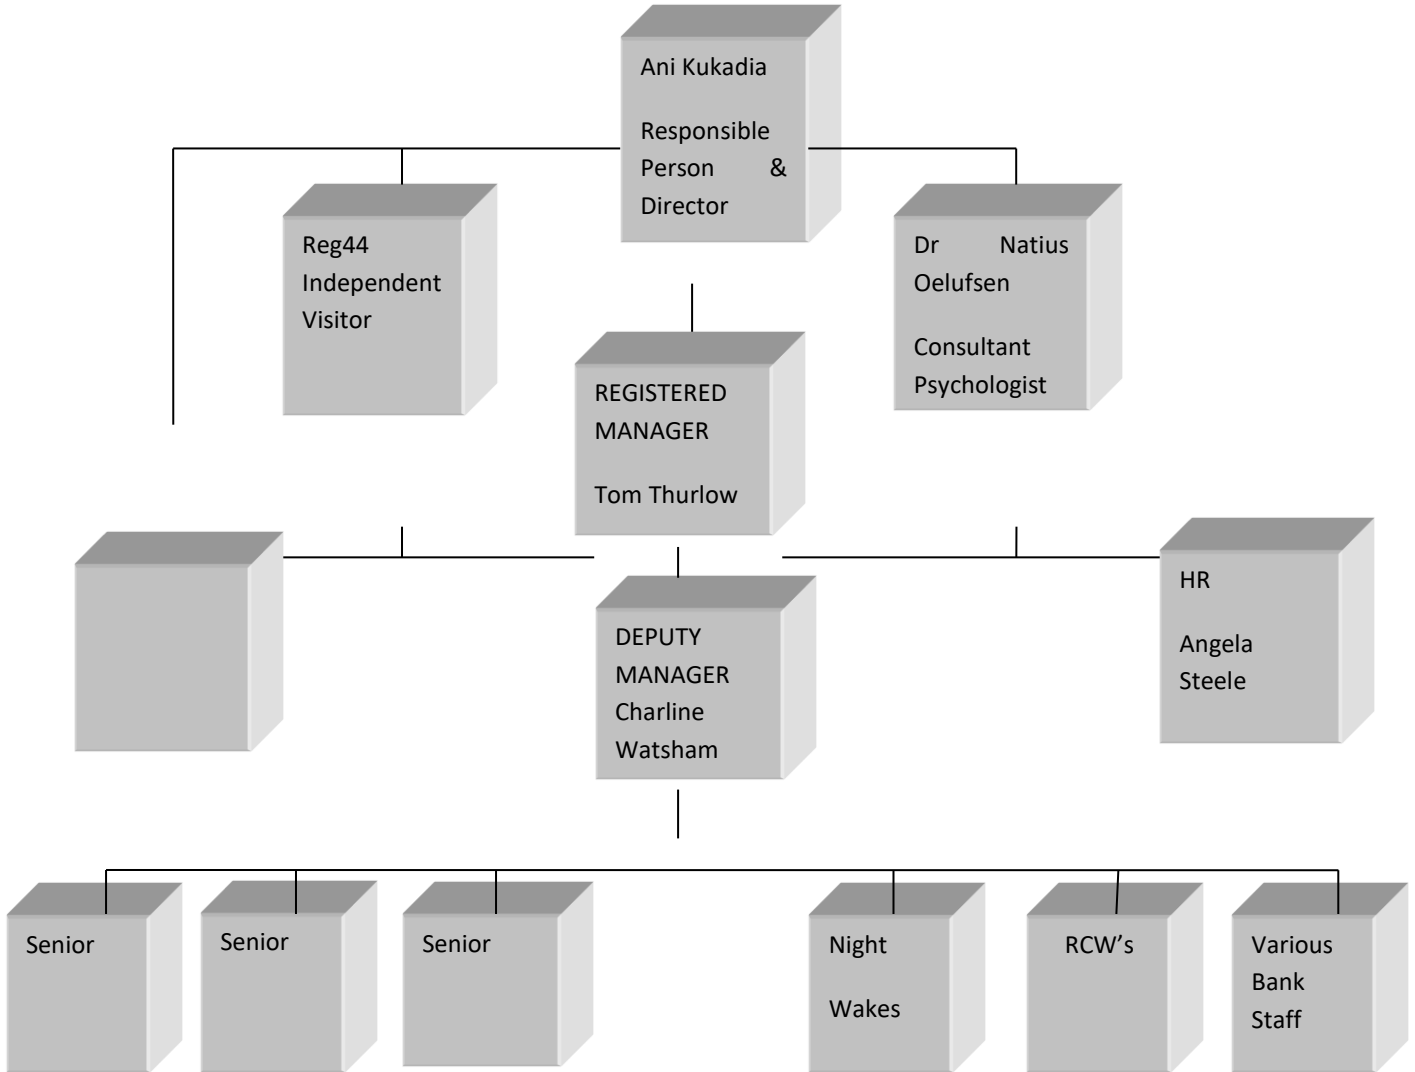 Ani Kukadia
Responsible
Person &
Director
Reg44
Independent
Visitor
Dr Natius
Oelufsen
Consultant
Psychologist
REGISTERED
MANAGER
Tom Thurlow
HR
Angela
Steele
DEPUTY
MANAGER
Charline
Watsham
Senior
Senior
Senior
Night
Wakes
RCW’s
Various
Bank
Staff